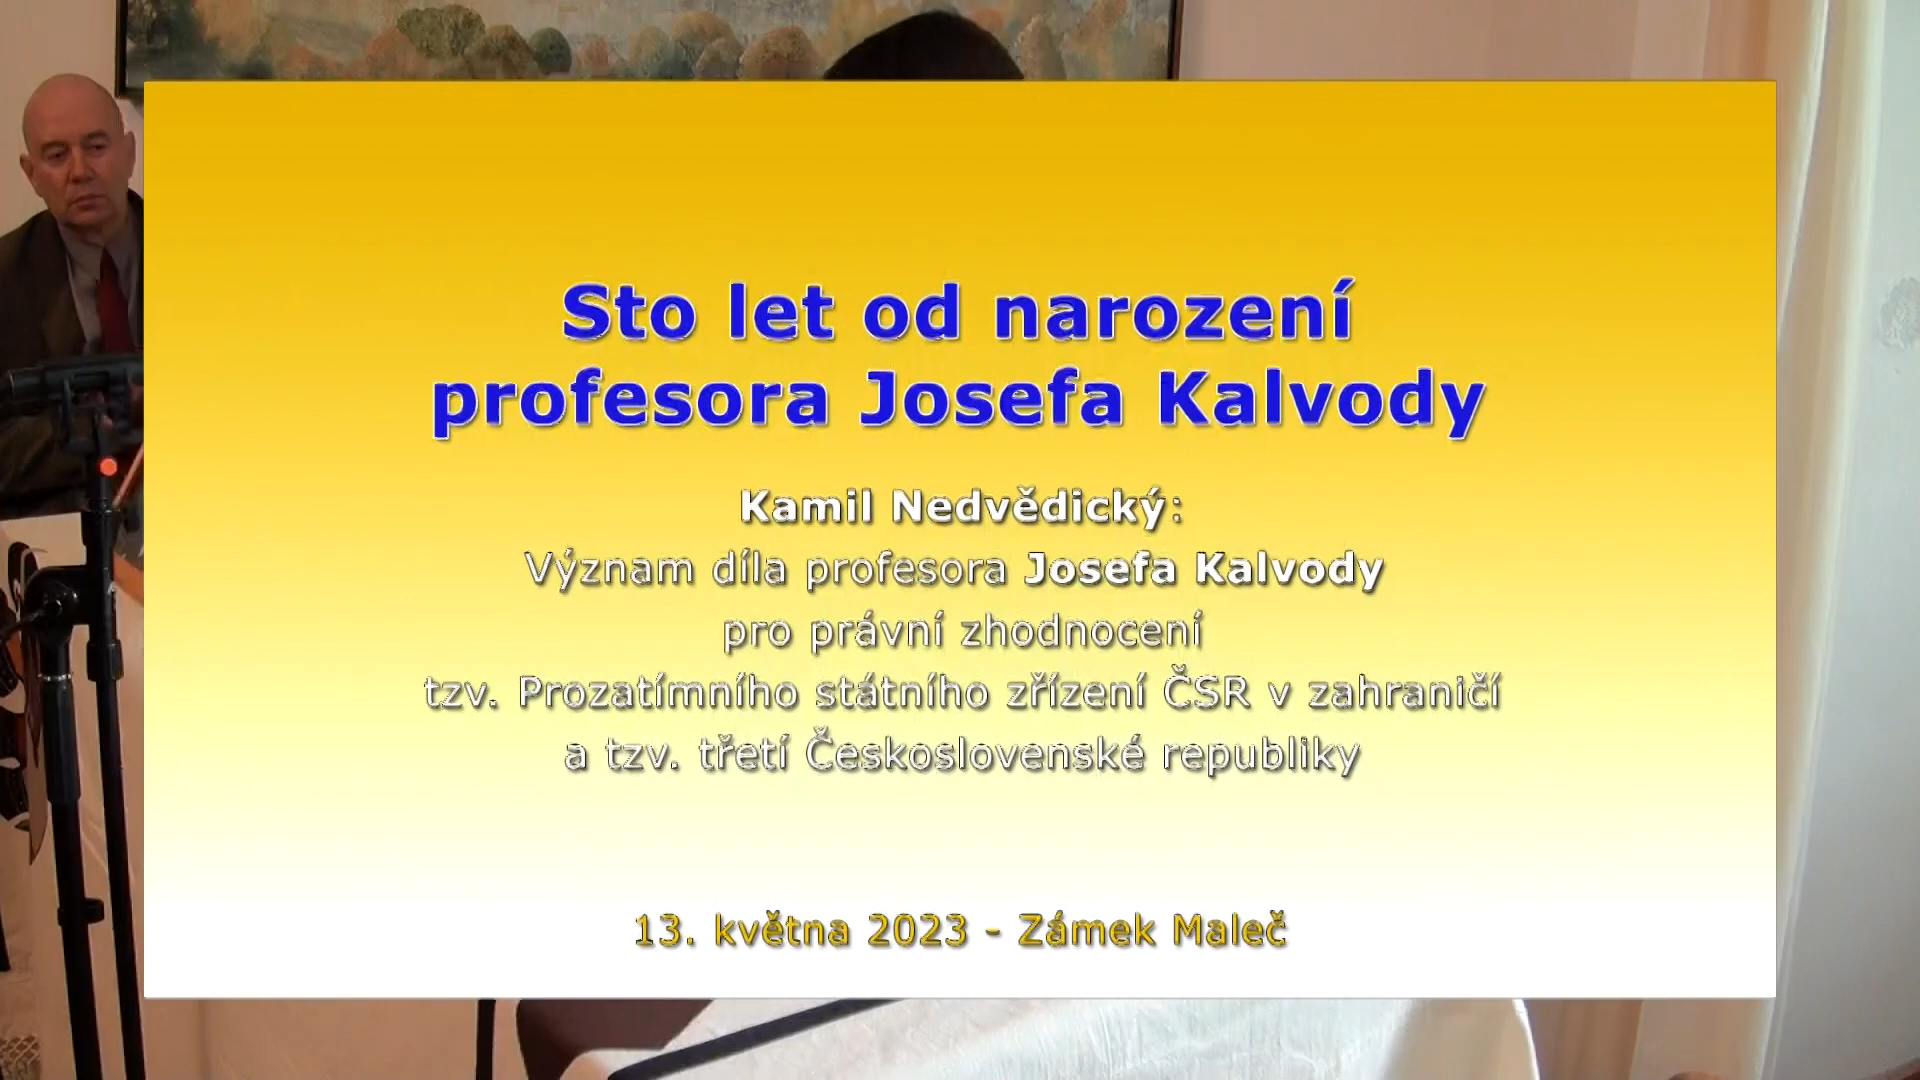 Sto let od narození
profesora Josefa Kalvody
Kamil Nedvědický:
Význam díla profesora Josefa Kalvody
pro právní zhodnocení
tzv. Prozatímního státního zřízení ČSR v zahraničí
a tzv. třetí Československé republiky
13. května 2023 - Zámek Maleč